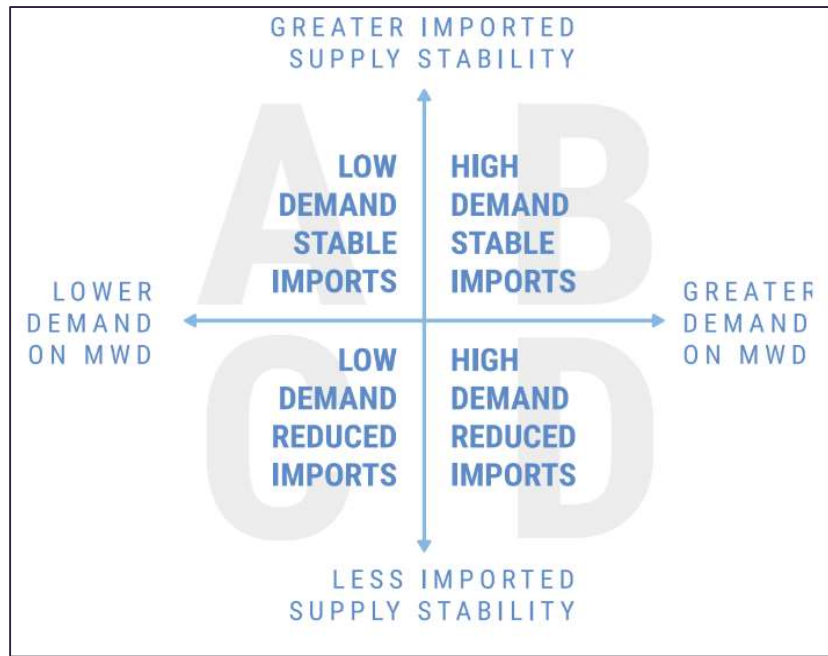 GREATER IMPORTED
SUPPLY STABILITY
A
LOW
DEMAND
STABLE
IMPORTS
B
HIGH
DEMAND
STABLE
IMPORTS
LOWER
DEMAND
ON MWD
GREATER
DEMAND
ON MWD
C
LOW
DEMAND
REDUCED
IMPORTS
D
HIGH
DEMAND
REDUCED
IMPORTS
LESS IMPORTED
SUPPLY STABILITY